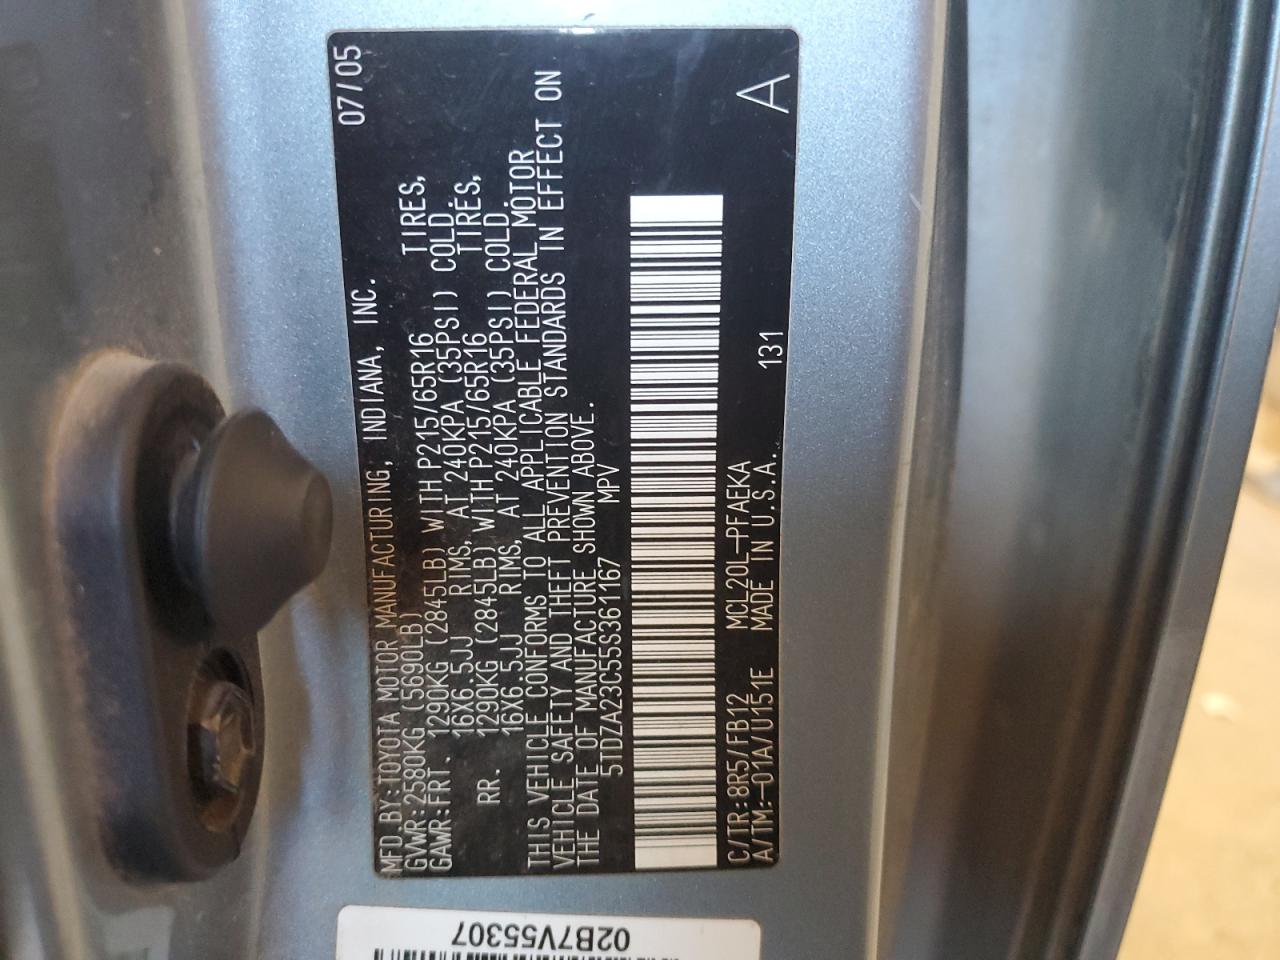 07/05
MFD.BY:TOYOTA MOTOR MANUFACTURING, INDIANA, INC.
GVWR:2580KG (5690LB)
GAWR:FRT. 1290KG (2845LB) WITH P215/65R16 TIRES,
16X6.5JJ RIMS, AT 240KPA (35PSI) COLD.
RR. 1290KG (2845LB) WITH P215/65R16 TIRES,
16X6.5JJ RIMS, AT 240KPA (35PSI) COLD.
THIS VEHICLE CONFORMS TO ALL APPLICABLE FEDERAL MOTOR
VEHICLE SAFETY AND THEFT PREVENTION STANDARDS IN EFFECT ON
THE DATE OF MANUFACTURE SHOWN ABOVE.
5TDZA23C55S361167 MPV
C/TR:8R5/FB12 MCL20L-PFAEKA
A/TM:-01A/U151E MADE IN U.S.A. 131
A
02B7V55307